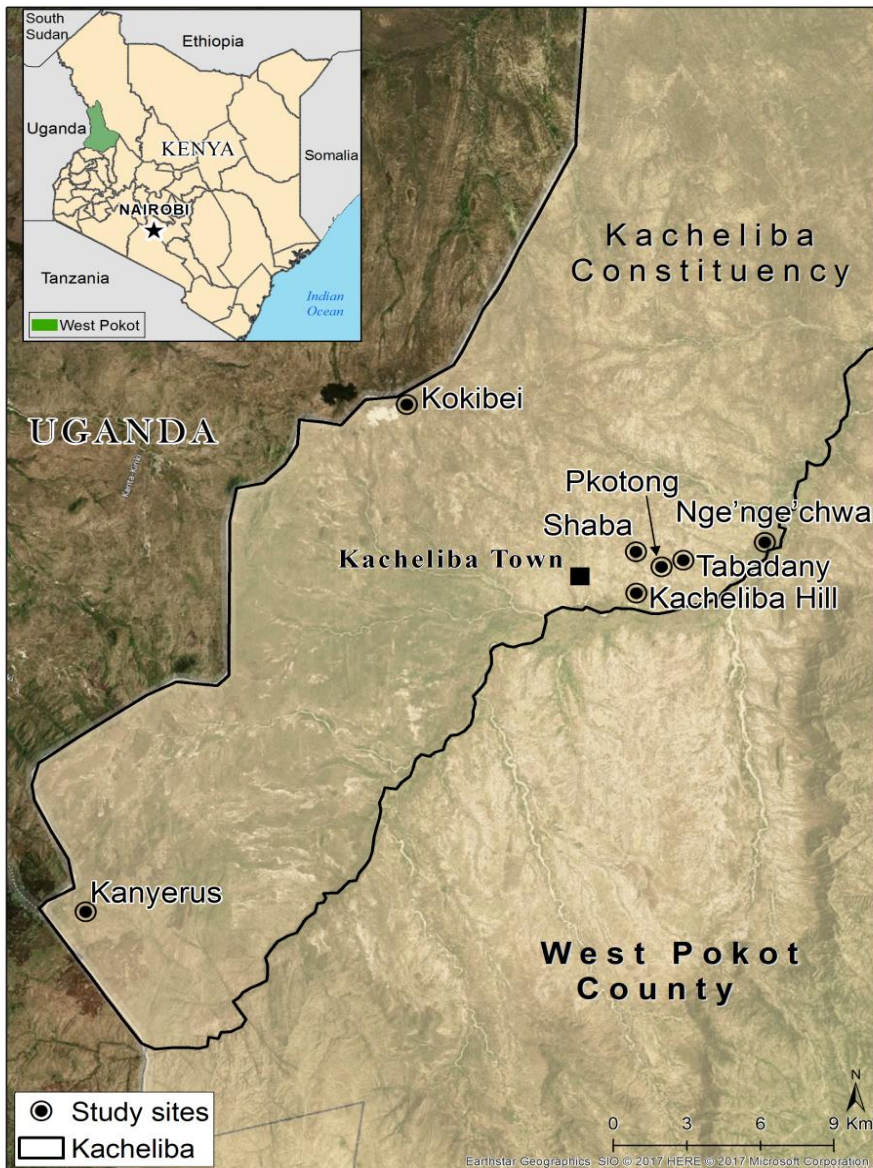 South
Sudan
Ethiopia
Uganda
KENYA
Somalia
NAIROBI
Tanzania
Indian
Ocean
West Pokot
Kacheliba
Constituency
Kokibei
UGANDA
Karita-Kiriki
Pkotong
Nge'nge'chwa
Shaba
Kacheliba Town
Tabadany
Kacheliba Hill
Kanyerus
West Pokot
County
Study sites
Kacheliba
N
0 3 6 9 Km
Earthstar Geographics SIO © 2017 HERE © 2017 Microsoft Corporation